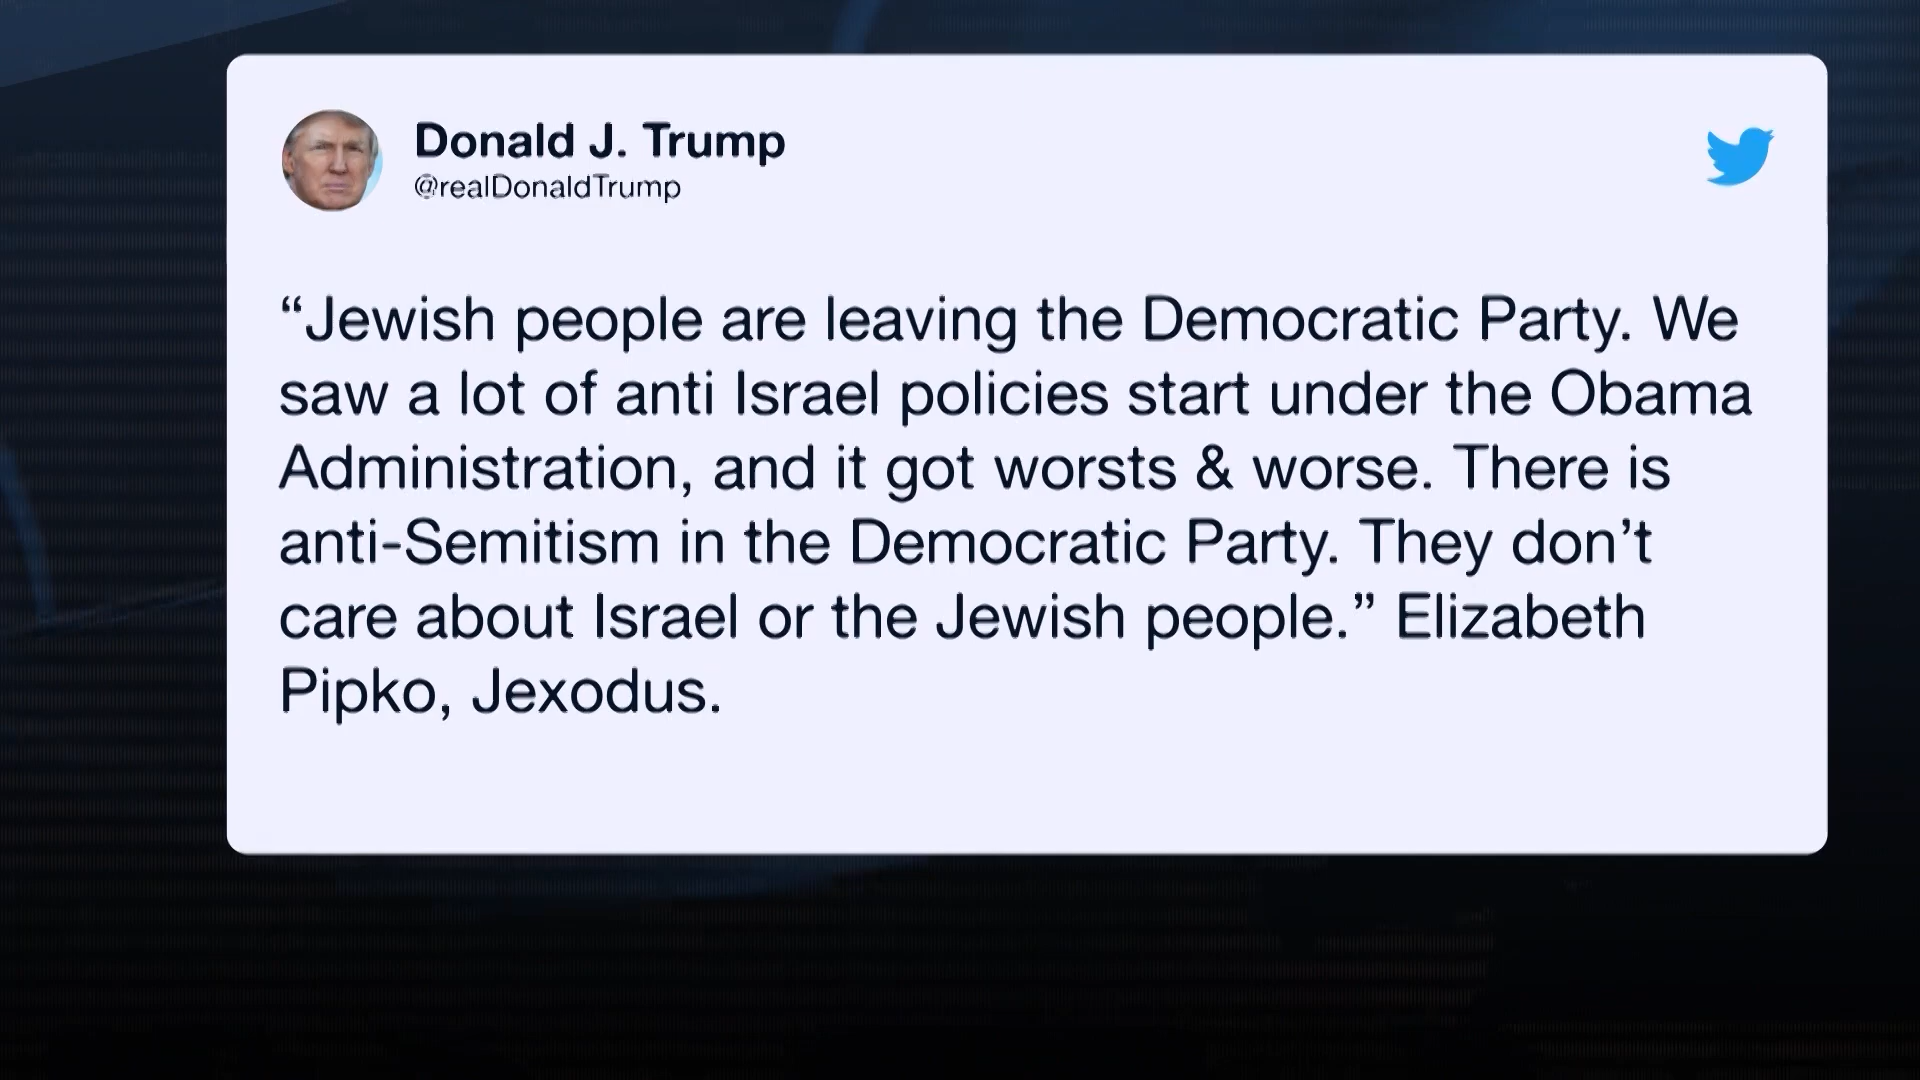 Donald J. Trump
@realDonaldTrump
“Jewish people are leaving the Democratic Party. We
saw a lot of anti Israel policies start under the Obama
Administration, and it got worsts & worse. There is
anti-Semitism in the Democratic Party. They don’t
care about Israel or the Jewish people.” Elizabeth
Pipko, Jexodus.